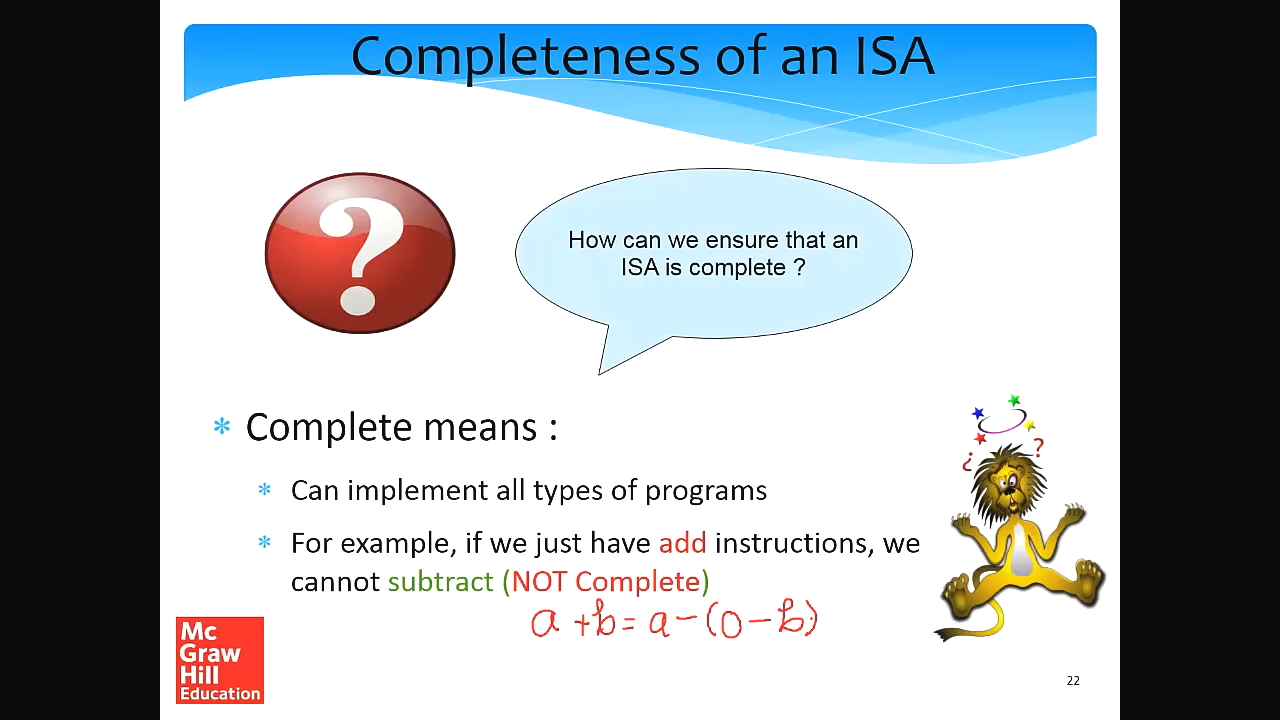 Completeness of an ISA
?
How can we ensure that an
ISA is complete ?
* Complete means :
* Can implement all types of programs
* For example, if we just have add instructions, we
cannot subtract (NOT Complete)
a + b = a - (0 - b)
¿ ?
Mc
Graw
Hill
Education
22